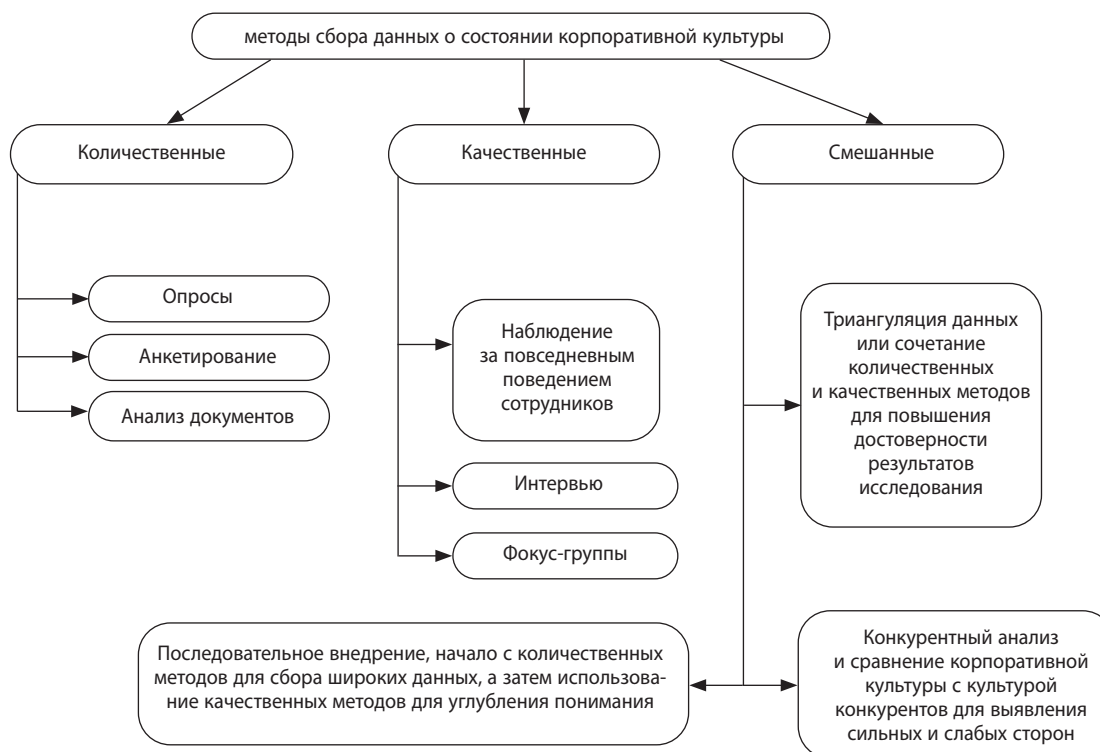 методы сбора данных о состоянии корпоративной культуры
Количественные
Качественные
Смешанные
Опросы
Анкетирование
Анализ документов
Наблюдение
за повседневным
поведением
сотрудников
Интервью
Фокус-группы
Триангуляция данных
или сочетание
количественных
и качественных методов
для повышения
достоверности
результатов
исследования
Последовательное внедрение, начало с количественных
методов для сбора широких данных, а затем использова-
ние качественных методов для углубления понимания
Конкурентный анализ
и сравнение корпоративной
культуры с культурой
конкурентов для выявления
сильных и слабых сторон